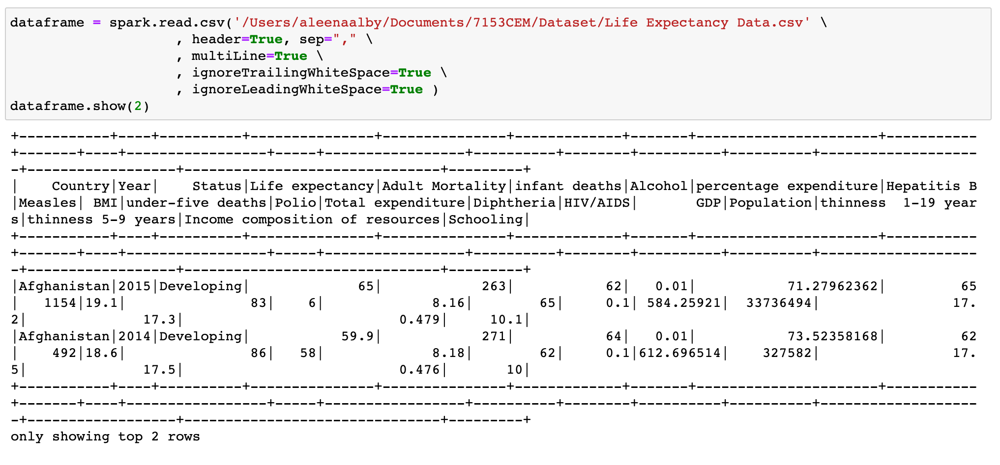 dataframe = spark.read.csv('/Users/aleenaalby/Documents/7153CEM/Dataset/Life Expectancy Data.csv' \
                    , header=True, sep="," \
                    , multiLine=True \
                    , ignoreTrailingWhiteSpace=True \
                    , ignoreLeadingWhiteSpace=True )
dataframe.show(2)
+-----------+----+----------+---------------+---------------+-------------+-------+----------------------+-----------
+-------+----+-----------------+-----+-----------------+----------+--------+----------+----------+-------------------
-+------------------+-------------------------------+---------+
|    Country|Year|    Status|Life expectancy|Adult Mortality|infant deaths|Alcohol|percentage expenditure|Hepatitis B
|Measles| BMI|under-five deaths|Polio|Total expenditure|Diphtheria|HIV/AIDS|       GDP|Population|thinness  1-19 year
s|thinness 5-9 years|Income composition of resources|Schooling|
+-----------+----+----------+---------------+---------------+-------------+-------+----------------------+-----------
+-------+----+-----------------+-----+-----------------+----------+--------+----------+----------+-------------------
-+------------------+-------------------------------+---------+
|Afghanistan|2015|Developing|             65|            263|           62|   0.01|           71.27962362|         65
|   1154|19.1|               83|    6|             8.16|        65|     0.1| 584.25921|  33736494|                17.
2|              17.3|                          0.479|     10.1|
|Afghanistan|2014|Developing|           59.9|            271|           64|   0.01|           73.52358168|         62
|    492|18.6|               86|   58|             8.18|        62|     0.1|612.696514|    327582|                17.
5|              17.5|                          0.476|       10|
+-----------+----+----------+---------------+---------------+-------------+-------+----------------------+-----------
+-------+----+-----------------+-----+-----------------+----------+--------+----------+----------+-------------------
-+------------------+-------------------------------+---------+
only showing top 2 rows